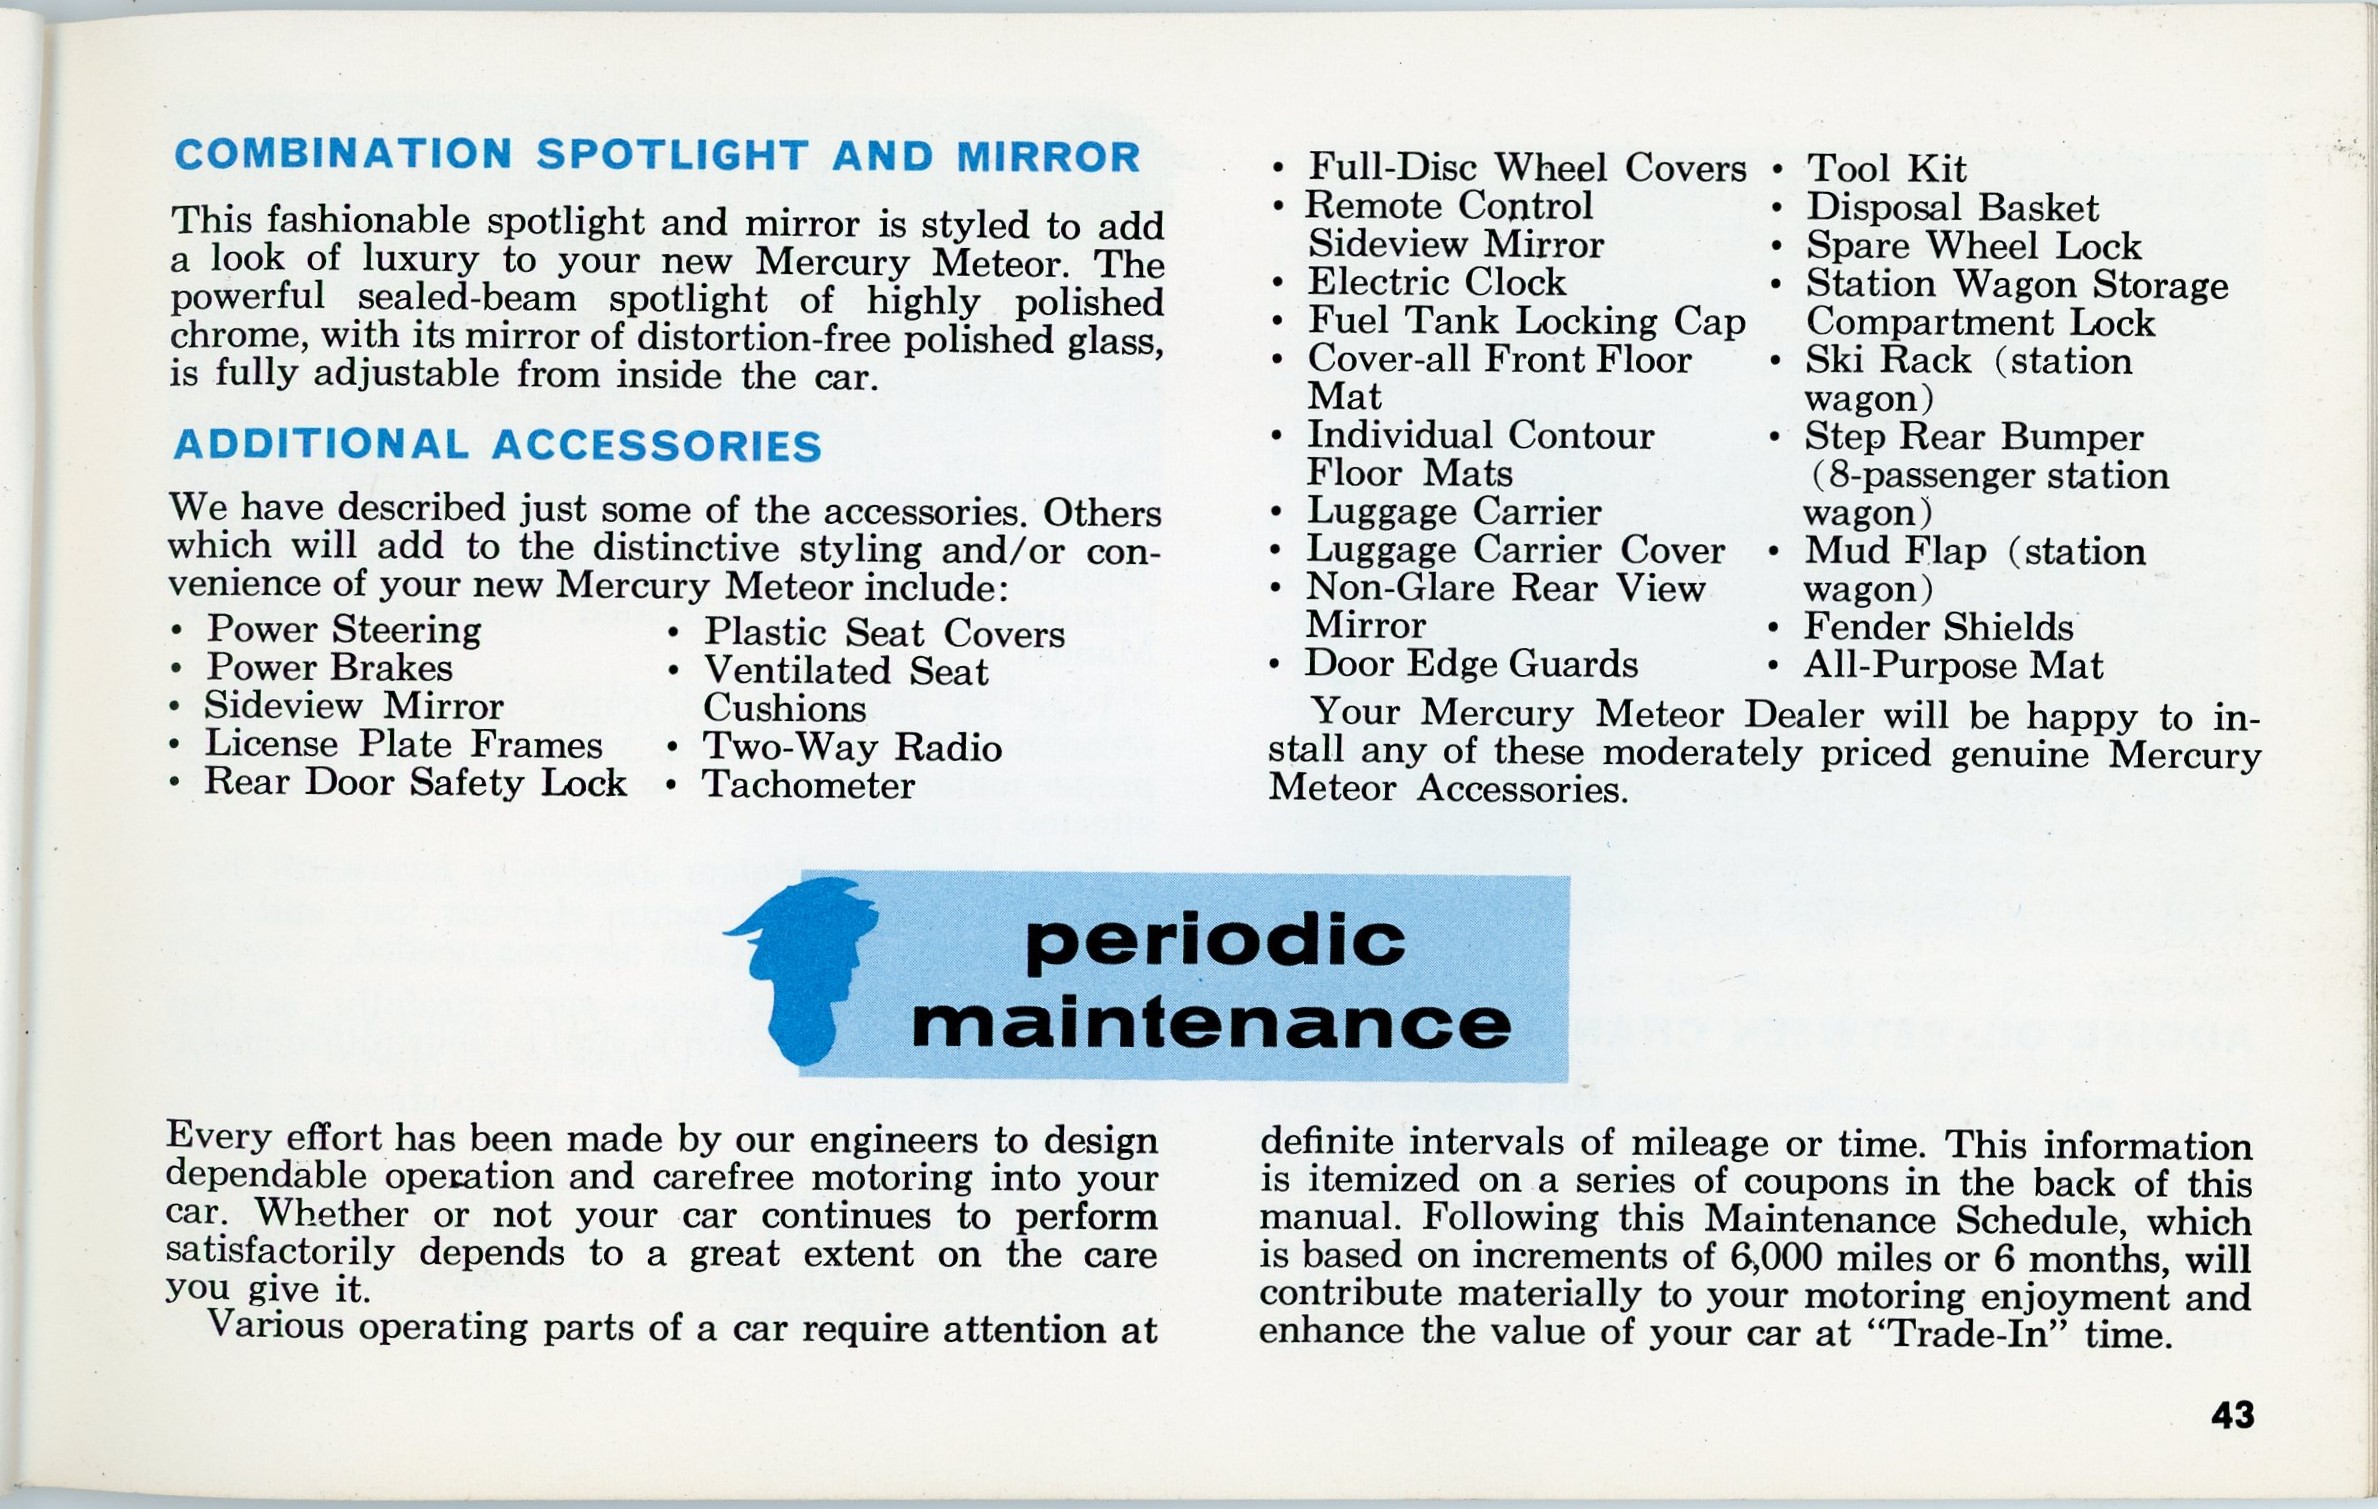 COMBINATION SPOTLIGHT AND MIRROR
This fashionable spotlight and mirror is styled to add
a look of luxury to your new Mercury Meteor. The
powerful sealed-beam spotlight of highly polished
chrome, with its mirror of distortion-free polished glass,
is fully adjustable from inside the car.
ADDITIONAL ACCESSORIES
We have described just some of the accessories. Others
which will add to the distinctive styling and/or con-
venience of your new Mercury Meteor include:
• Power Steering
• Power Brakes
• Sideview Mirror
• License Plate Frames
• Rear Door Safety Lock
• Plastic Seat Covers
• Ventilated Seat
Cushions
• Two-Way Radio
• Tachometer
• Full-Disc Wheel Covers
• Remote Control
Sideview Mirror
• Electric Clock
• Fuel Tank Locking Cap
• Cover-all Front Floor
Mat
• Individual Contour
Floor Mats
• Luggage Carrier
• Luggage Carrier Cover
• Non-Glare Rear View
Mirror
• Door Edge Guards
• Tool Kit
• Disposal Basket
• Spare Wheel Lock
• Station Wagon Storage
Compartment Lock
• Ski Rack (station
wagon)
• Step Rear Bumper
(8-passenger station
wagon)
• Mud Flap (station
wagon)
• Fender Shields
• All-Purpose Mat
Your Mercury Meteor Dealer will be happy to in-
stall any of these moderately priced genuine Mercury
Meteor Accessories.
periodic
maintenance
Every effort has been made by our engineers to design
dependable operation and carefree motoring into your
car. Whether or not your car continues to perform
satisfactorily depends to a great extent on the care
you give it.
Various operating parts of a car require attention at
definite intervals of mileage or time. This information
is itemized on a series of coupons in the back of this
manual. Following this Maintenance Schedule, which
is based on increments of 6,000 miles or 6 months, will
contribute materially to your motoring enjoyment and
enhance the value of your car at “Trade-In” time.
43